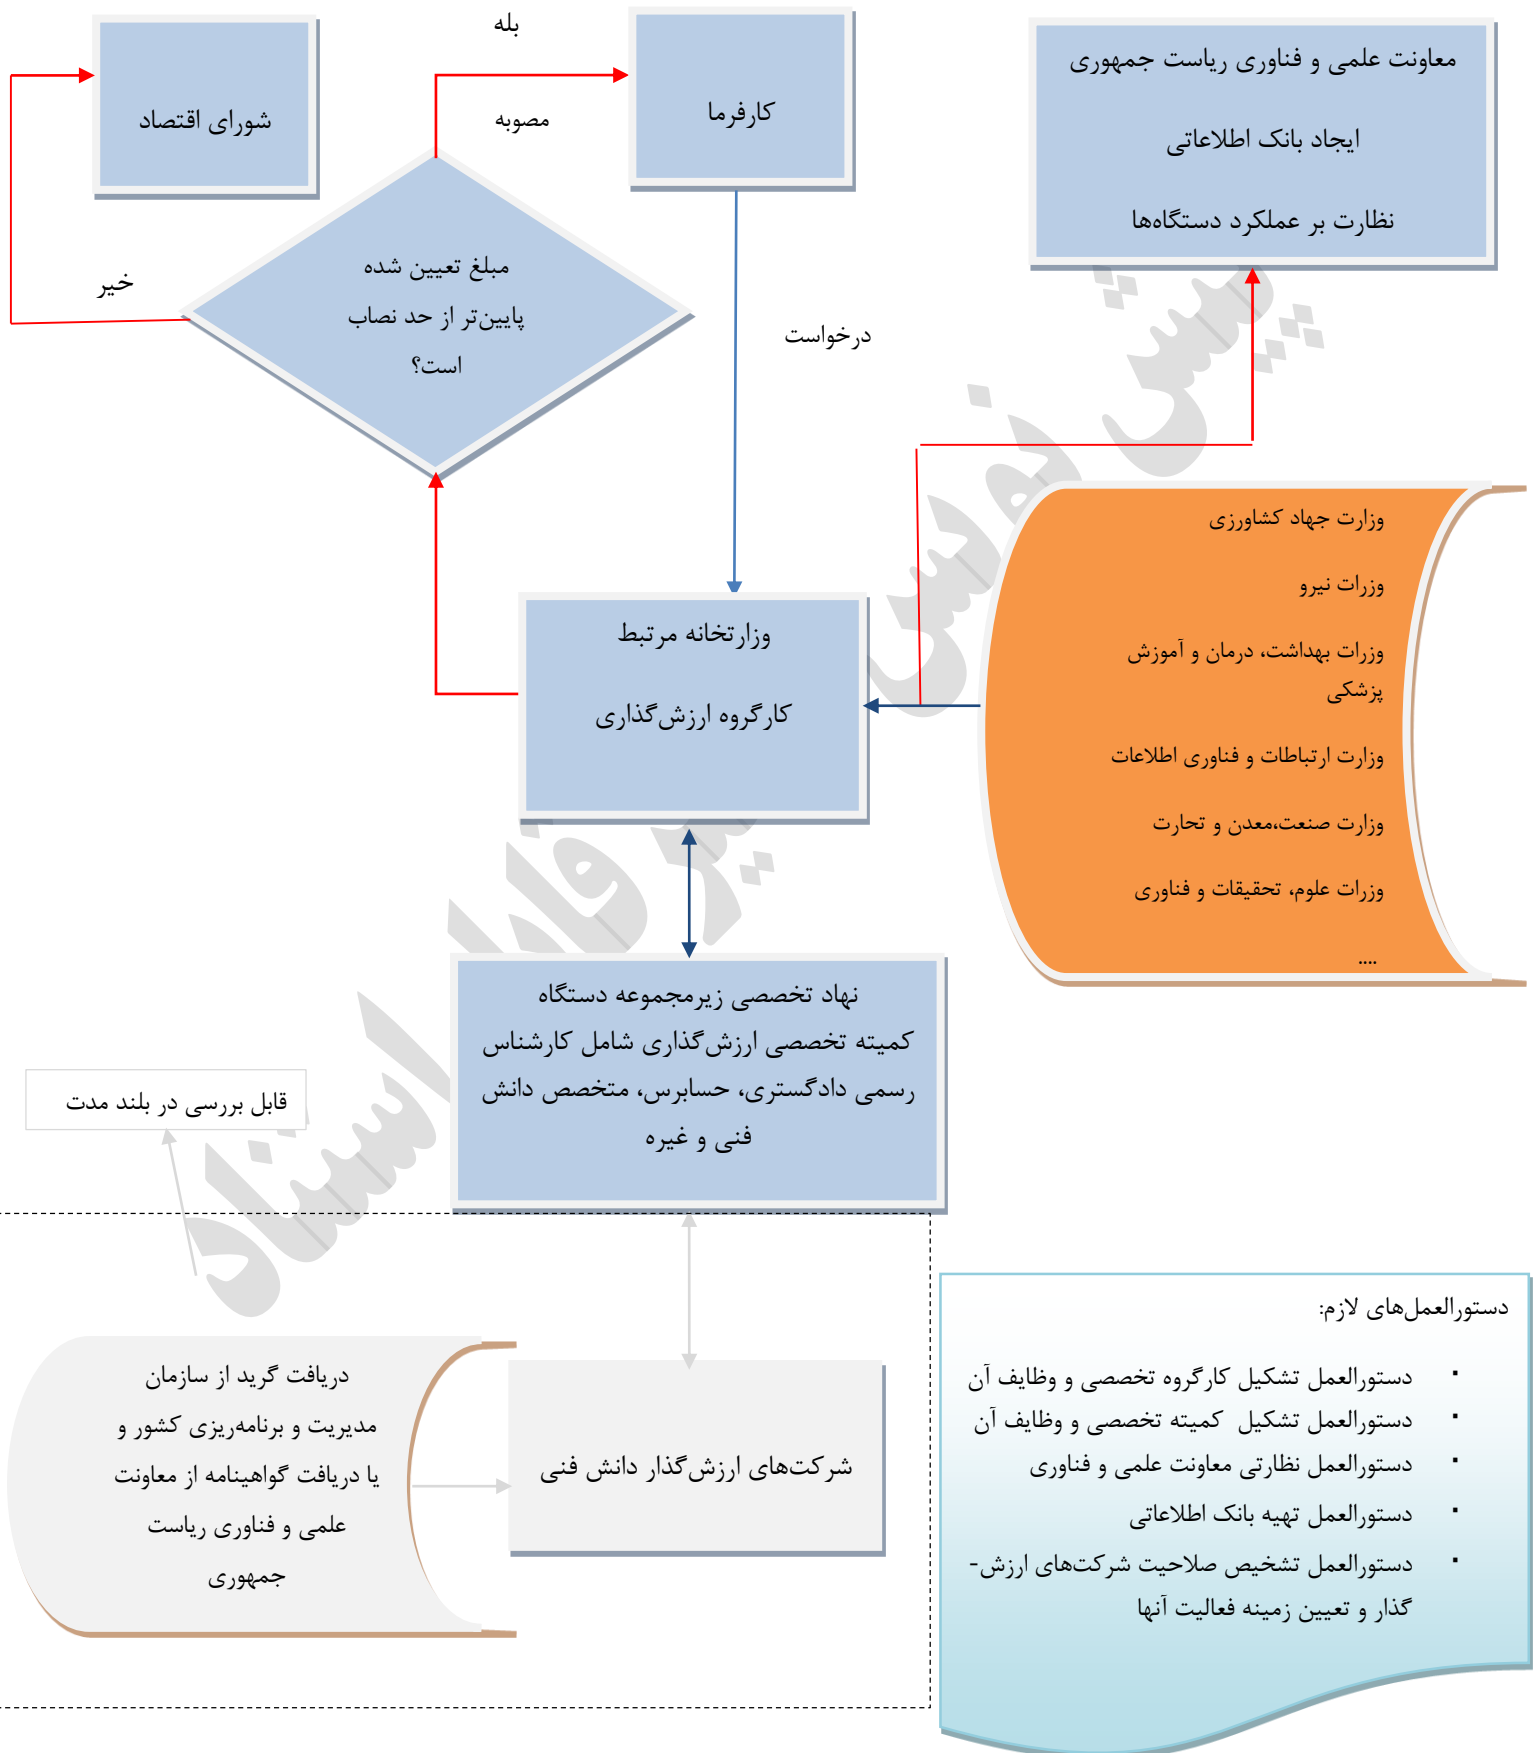 معاونت علمی و فناوری ریاست جمهوری
ایجاد بانک اطلاعاتی
نظارت بر عملکرد دستگاه‌ها
بله
کارفرما
مصوبه
شورای اقتصاد
مبلغ تعیین شده
پایین‌تر از حد نصاب
است؟
خیر
درخواست
وزارت جهاد کشاورزی
وزرات نیرو
وزرات بهداشت، درمان و آموزش
پزشکی
وزارت ارتباطات و فناوری اطلاعات
وزارت صنعت،معدن و تحارت
وزرات علوم، تحقیقات و فناوری
....
وزارتخانه مرتبط
کارگروه ارزش‌گذاری
نهاد تخصصی زیرمجموعه دستگاه
کمیته تخصصی ارزش‌گذاری شامل کارشناس
رسمی دادگستری، حسابرس، متخصص دانش
فنی و غیره
قابل بررسی در بلند مدت
شرکت‌های ارزش‌گذار دانش فنی
دریافت گرید از سازمان
مدیریت و برنامه‌ریزی کشور و
یا دریافت گواهینامه از معاونت
علمی و فناوری ریاست
جمهوری
دستورالعمل‌های لازم:
▪ دستورالعمل تشکیل کارگروه تخصصی و وظایف آن
▪ دستورالعمل تشکیل کمیته تخصصی و وظایف آن
▪ دستورالعمل نظارتی معاونت علمی و فناوری
▪ دستورالعمل تهیه بانک اطلاعاتی
▪ دستورالعمل تشخیص صلاحیت شرکت‌های ارزش-
گذار و تعیین زمینه فعالیت آنها